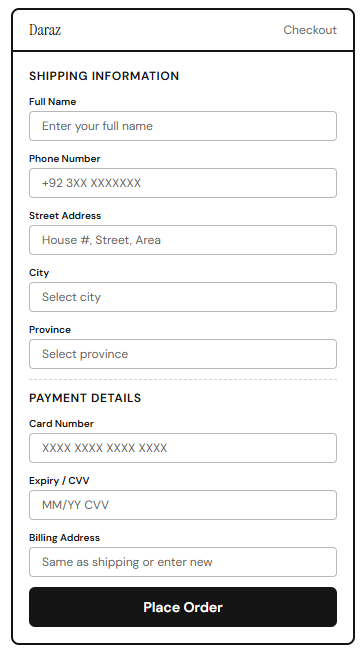 Daraz
Checkout
SHIPPING INFORMATION
Full Name
Enter your full name
Phone Number
+92 3XX XXXXXXX
Street Address
House #, Street, Area
City
Select city
Province
Select province
PAYMENT DETAILS
Card Number
XXXX XXXX XXXX XXXX
Expiry / CVV
MM/YY CVV
Billing Address
Same as shipping or enter new
Place Order